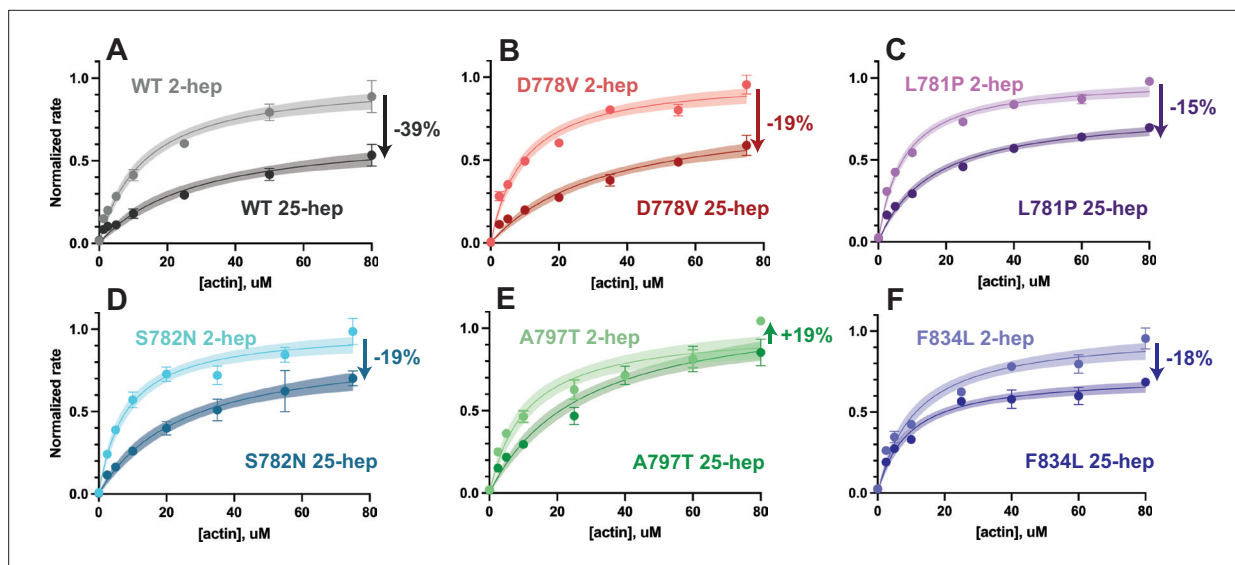 A
WT 2-hep
-39%
WT 25-hep
Normalized rate
1.0
0.5
0.0
0
20
40
60
80
[actin], uM
B
D778V 2-hep
-19%
D778V 25-hep
1.0
0.5
0.0
0
20
40
60
80
[actin], uM
C
L781P 2-hep
-15%
L781P 25-hep
1.0
0.5
0.0
0
20
40
60
80
[actin], uM
D
S782N 2-hep
-19%
S782N 25-hep
Normalized rate
1.0
0.5
0.0
0
20
40
60
80
[actin], uM
E
A797T 2-hep
+19%
A797T 25-hep
1.0
0.5
0.0
0
20
40
60
80
[actin], uM
F
F834L 2-hep
-18%
F834L 25-hep
1.0
0.5
0.0
0
20
40
60
80
[actin], uM